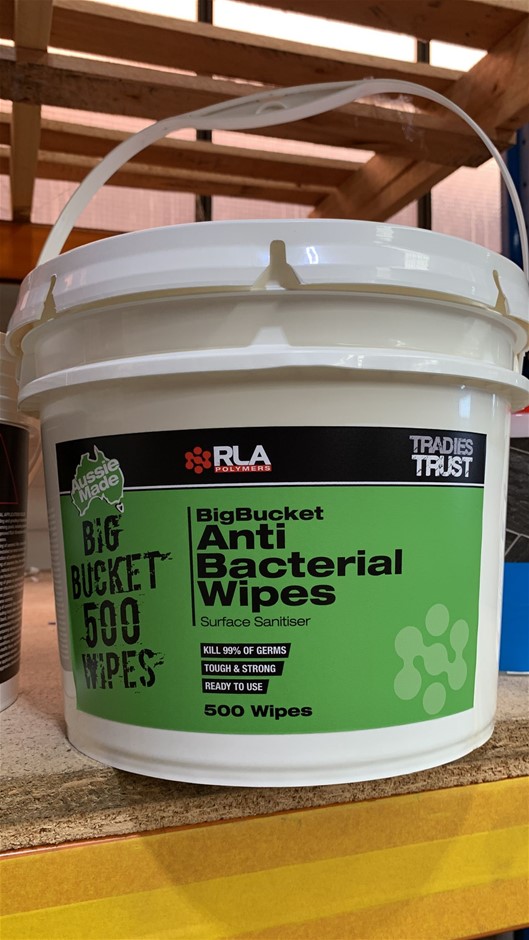 Aussie
Made
RLA
POLYMERS
TRADIES
TRUST
BIG
BUCKET
500
WIPES
BigBucket
Anti
Bacterial
Wipes
Surface Sanitiser
KILL 99% OF GERMS
TOUGH & STRONG
READY TO USE
500 Wipes